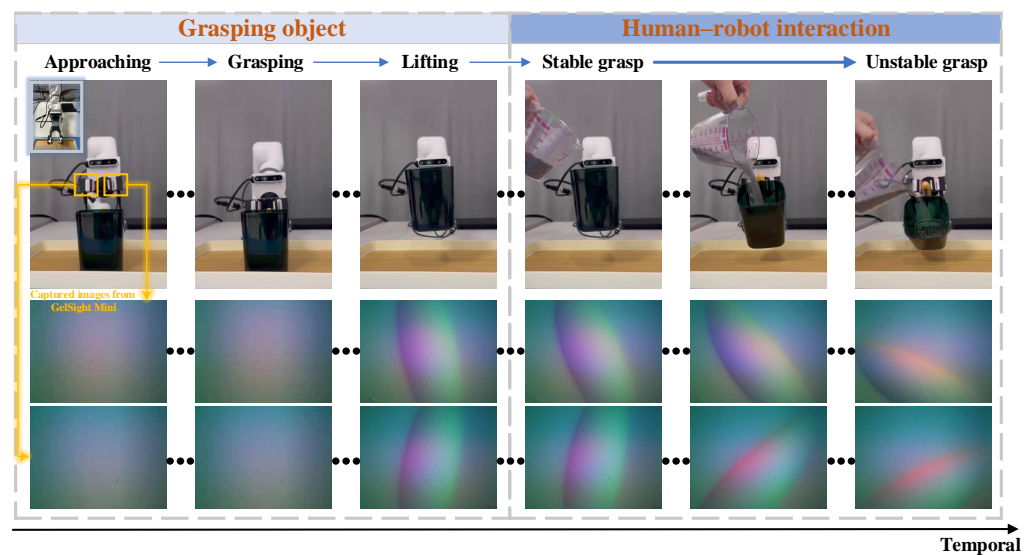 Grasping object
Human–robot interaction
Approaching
Grasping
Lifting
Stable grasp
Unstable grasp
Captured images from
GelSight Mini
Temporal